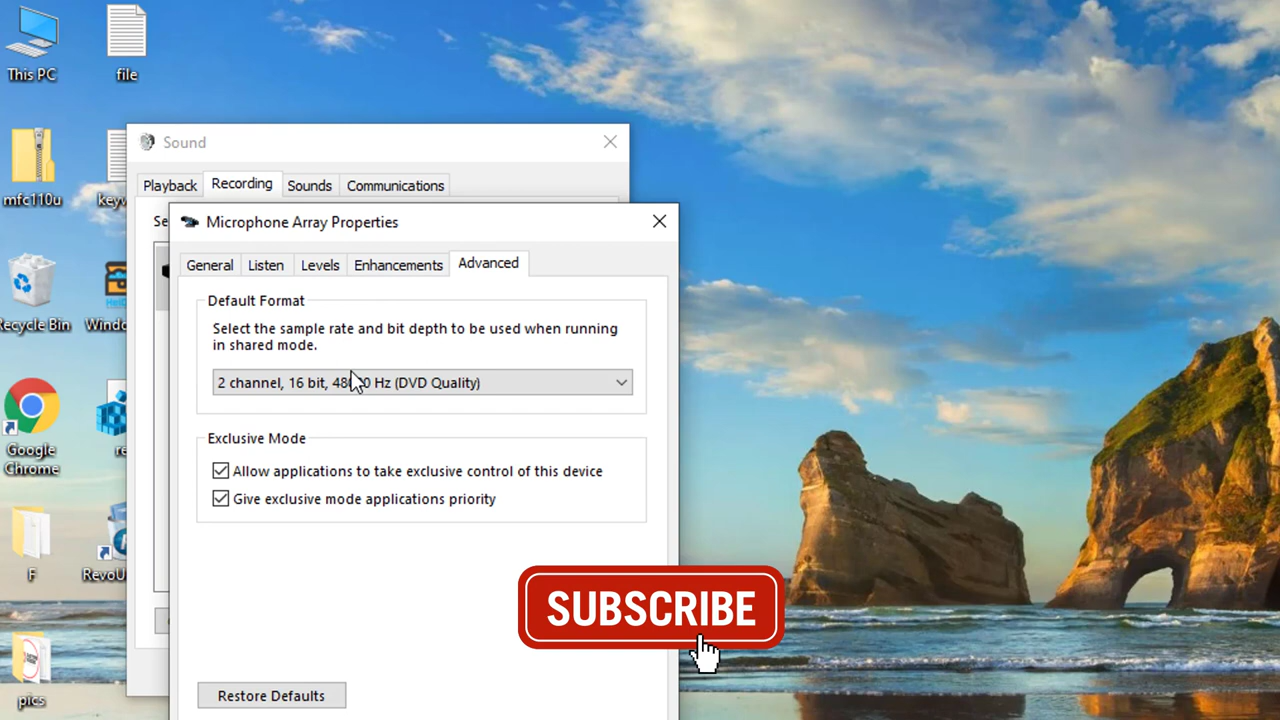 This PC
file
mfc110u
Recycle Bin
Google
Chrome
F
pics
Sound
Playback
Recording
Sounds
Communications
Microphone Array Properties
General
Listen
Levels
Enhancements
Advanced
Default Format
Select the sample rate and bit depth to be used when running
in shared mode.
2 channel, 16 bit, 48000 Hz (DVD Quality)
Exclusive Mode
Allow applications to take exclusive control of this device
Give exclusive mode applications priority
Restore Defaults
SUBSCRIBE